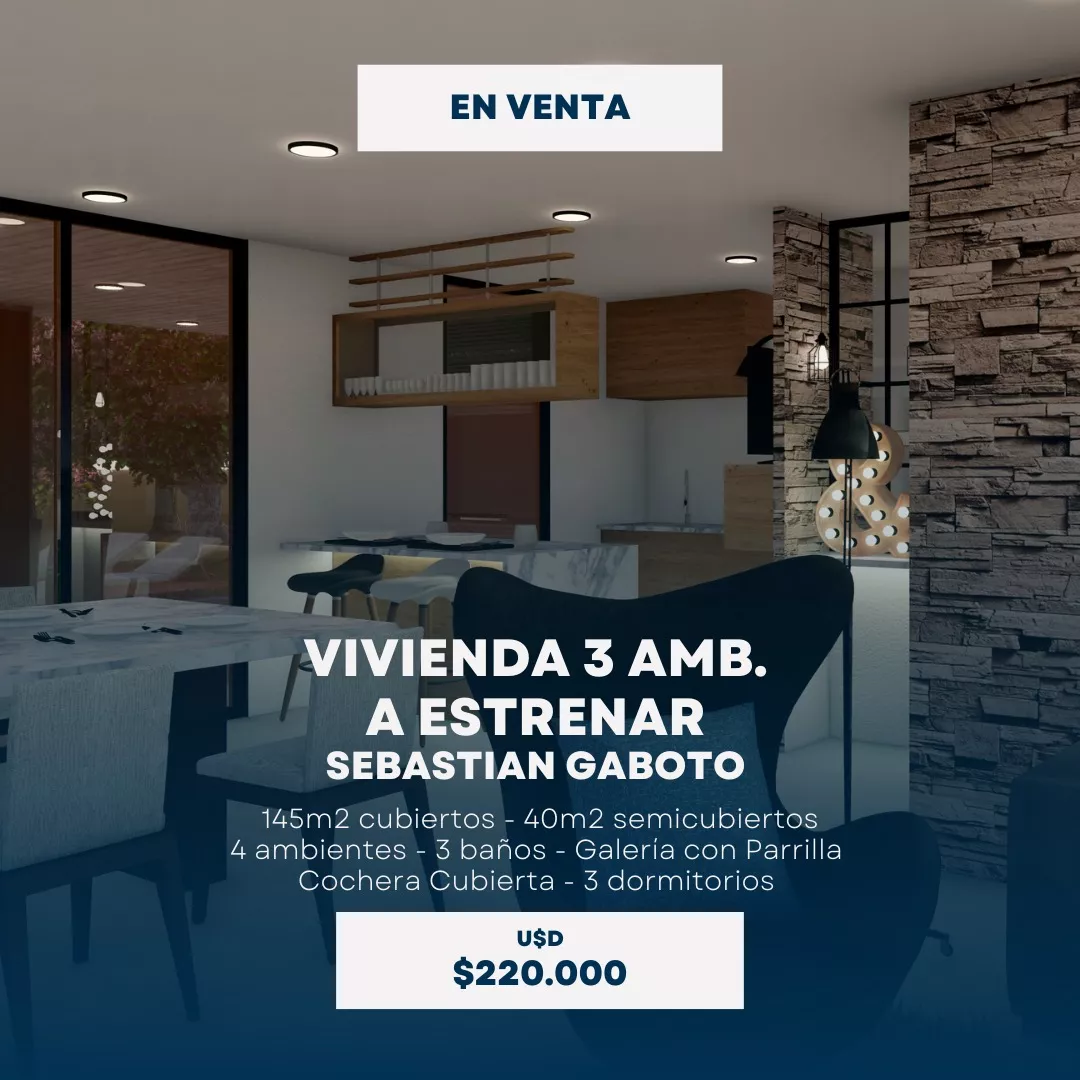 EN VENTA
VIVIENDA 3 AMB.
A ESTRENAR
SEBASTIAN GABOTO
145m2 cubiertos - 40m2 semicubiertos
4 ambientes - 3 baños - Galería con Parrilla
Cochera Cubierta - 3 dormitorios
U$D
$220.000
&